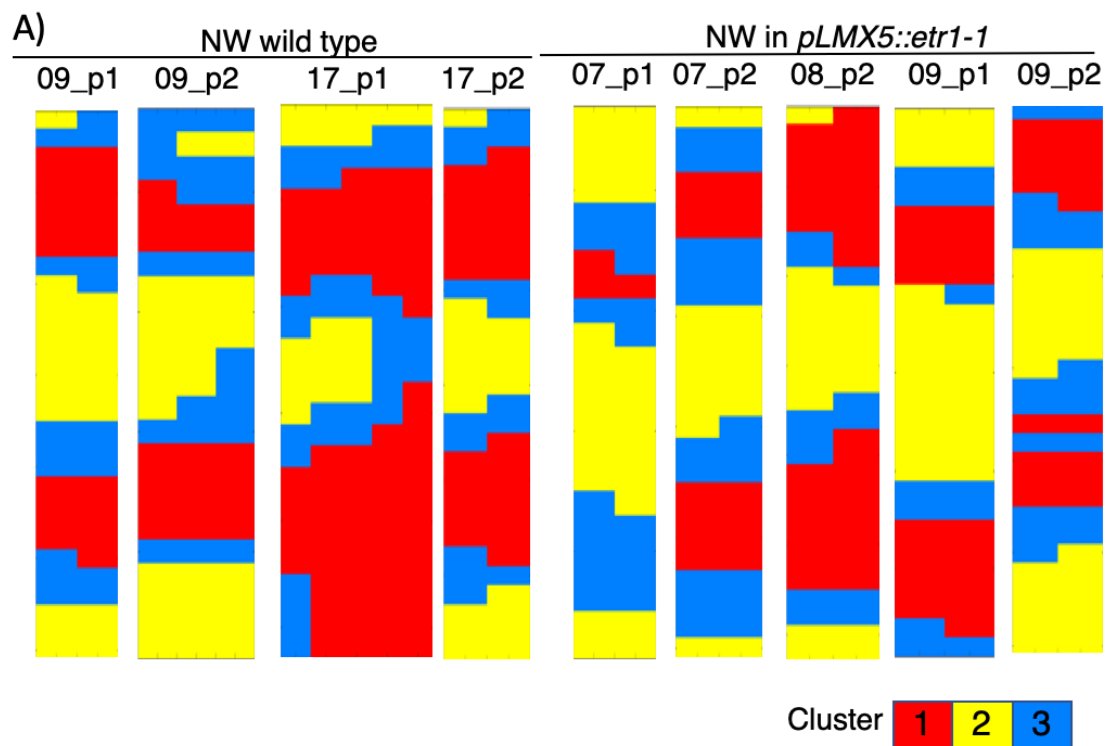 A)
NW wild type
NW in pLMX5::etr1-1
09_p1 09_p2 17_p1 17_p2 07_p1 07_p2 08_p2 09_p1 09_p2
Cluster 1 2 3